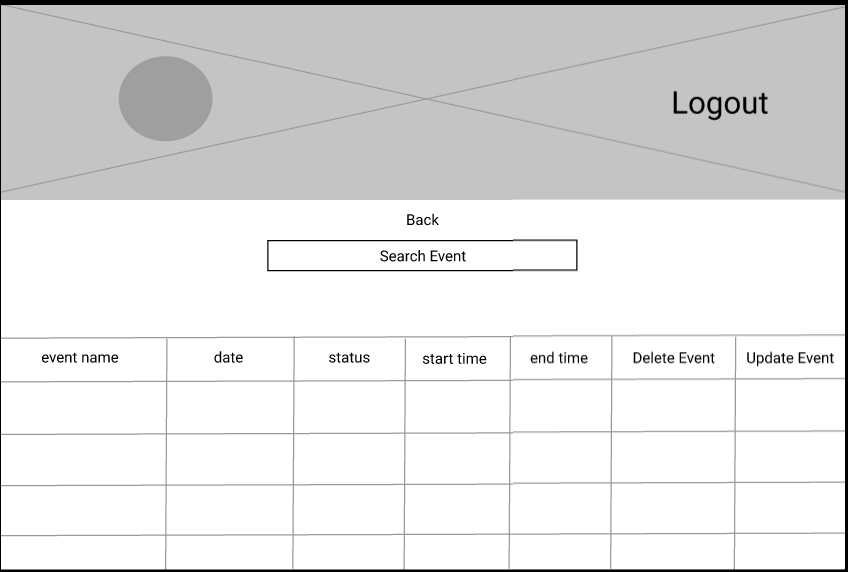 Logout
Back
Search Event
event name date status start time end time Delete Event Update Event